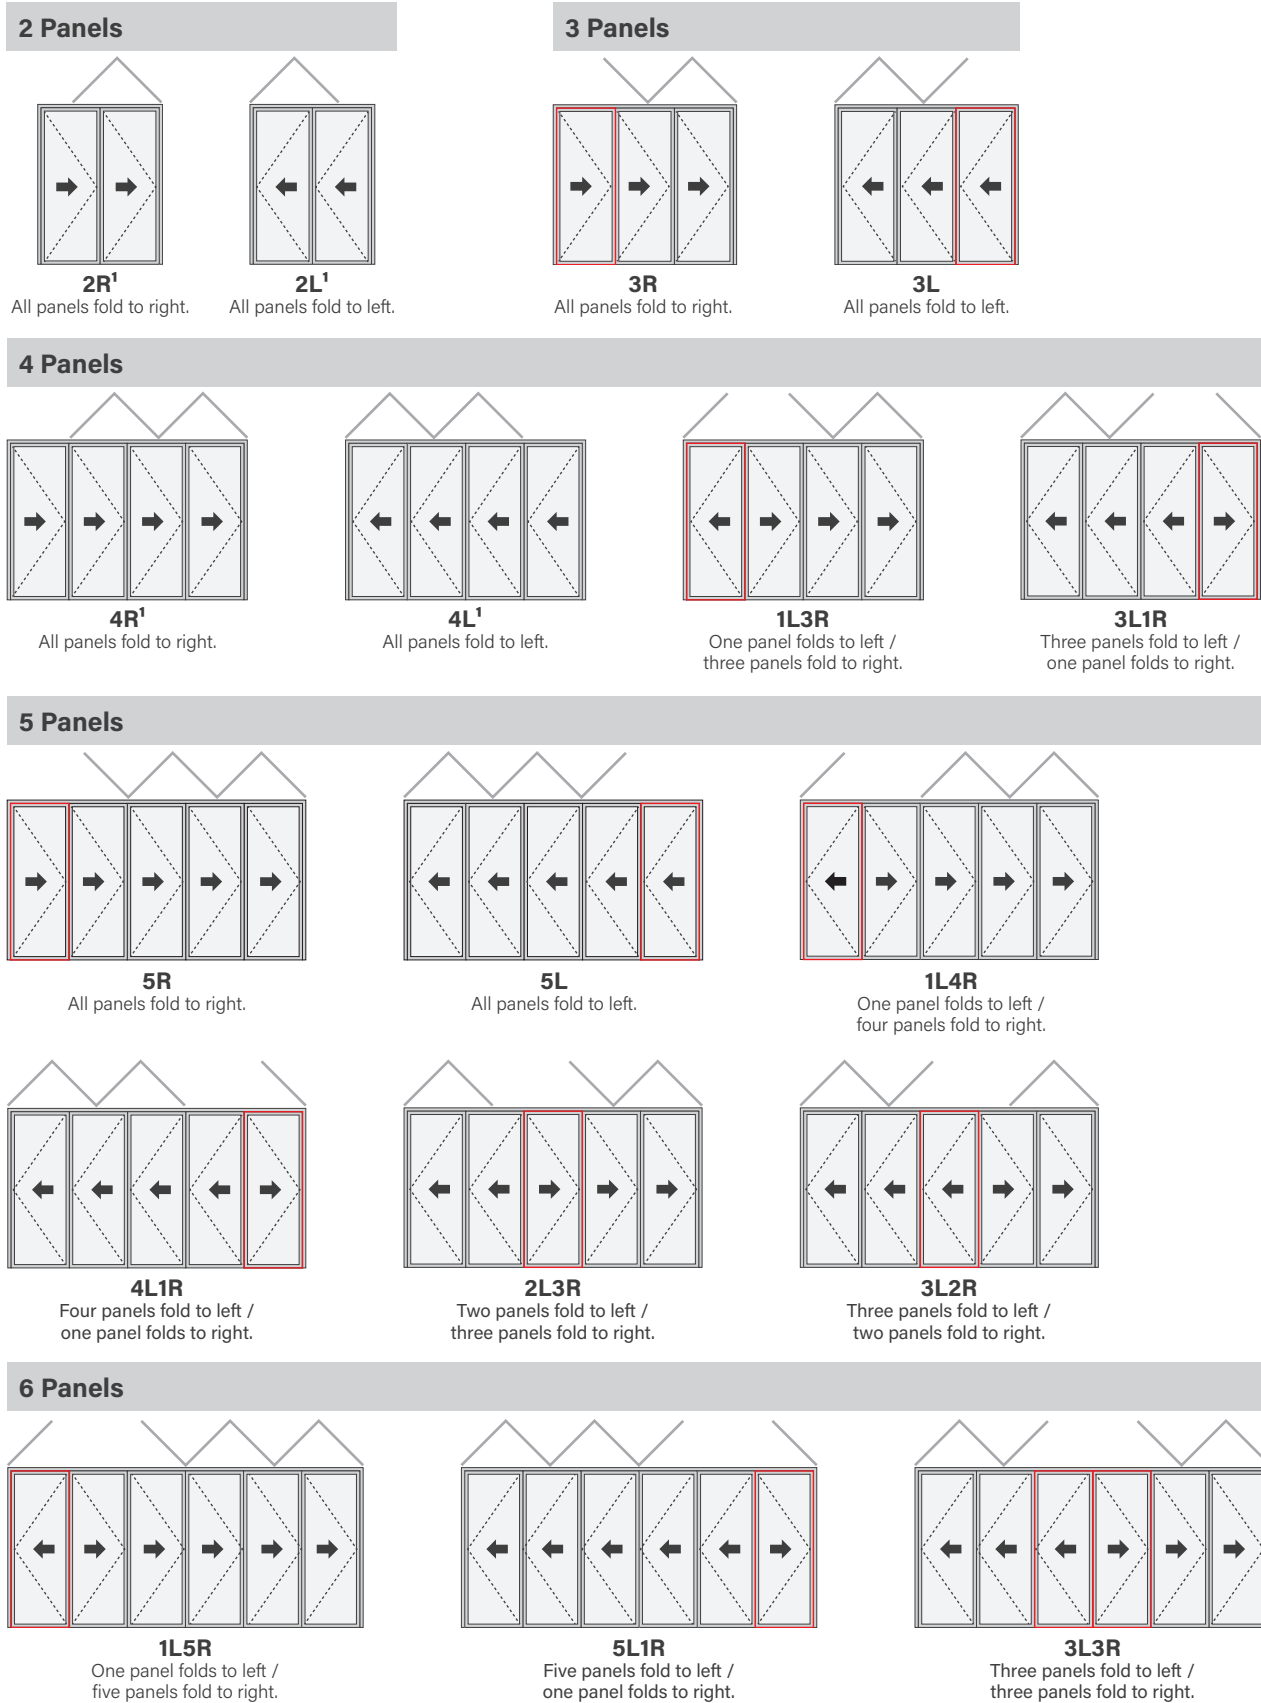 2 Panels
3 Panels
2R¹
All panels fold to right.
2L¹
All panels fold to left.
3R
All panels fold to right.
3L
All panels fold to left.
4 Panels
4R¹
All panels fold to right.
4L¹
All panels fold to left.
1L3R
One panel folds to left /
three panels fold to right.
3L1R
Three panels fold to left /
one panel folds to right.
5 Panels
5R
All panels fold to right.
5L
All panels fold to left.
1L4R
One panel folds to left /
four panels fold to right.
4L1R
Four panels fold to left /
one panel folds to right.
2L3R
Two panels fold to left /
three panels fold to right.
3L2R
Three panels fold to left /
two panels fold to right.
6 Panels
1L5R
One panel folds to left /
five panels fold to right.
5L1R
Five panels fold to left /
one panel folds to right.
3L3R
Three panels fold to left /
three panels fold to right.